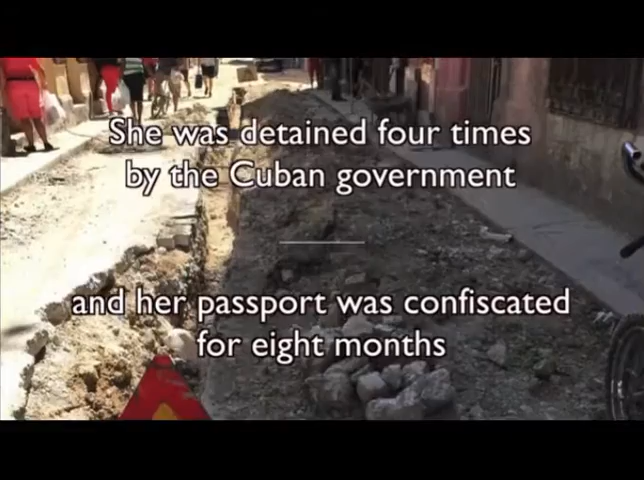 She was detained four times
by the Cuban government
and her passport was confiscated
for eight months